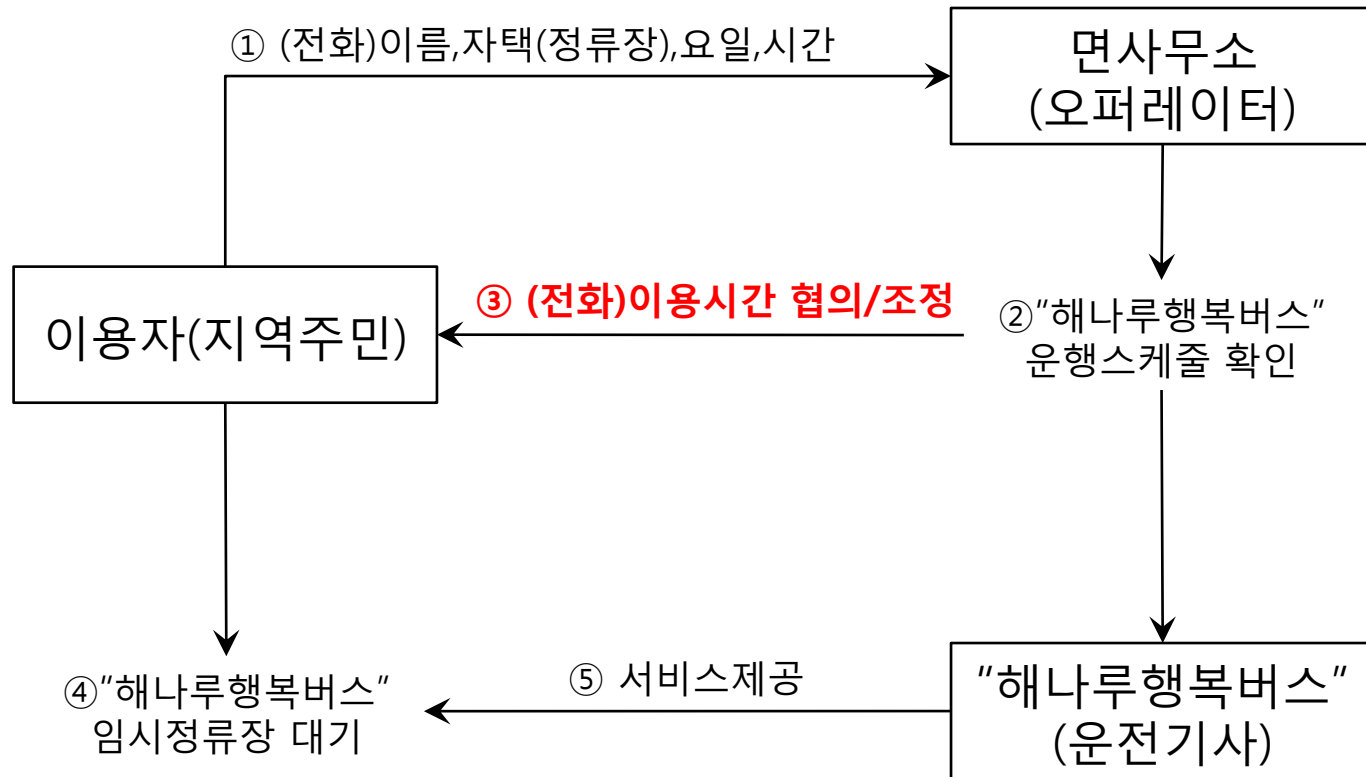 ① (전화)이름,자택(정류장),요일,시간
면사무소
(오퍼레이터)
이용자(지역주민)
③ (전화)이용시간 협의/조정
②"해나루행복버스"
운행스케줄 확인
④"해나루행복버스"
임시정류장 대기
⑤ 서비스제공
"해나루행복버스"
(운전기사)